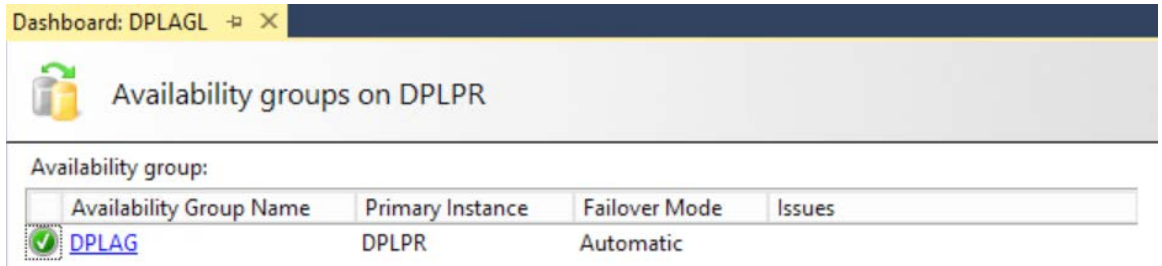 Dashboard: DPLAGL
Availability groups on DPLPR
Availability group:
Availability Group Name Primary Instance Failover Mode Issues
DPLAG DPLPR Automatic